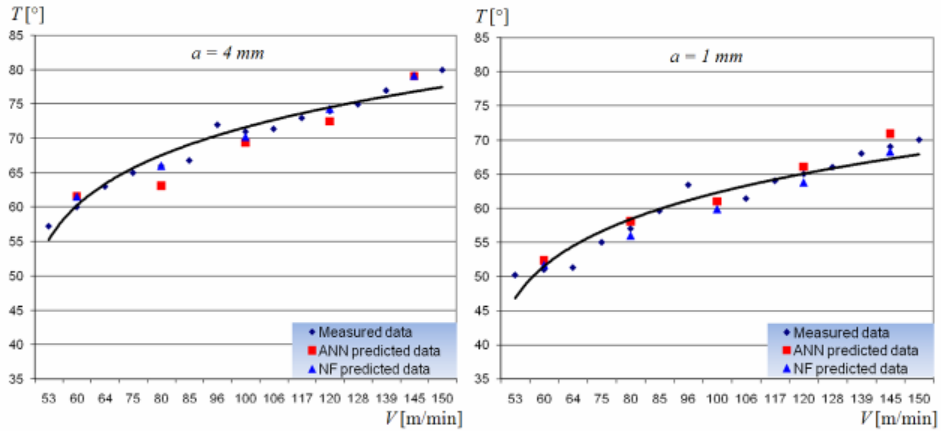 T[°]
a = 4 mm
85
80
75
70
65
60
55
50
45
40
35
Measured data
ANN predicted data
NF predicted data
53 60 64 75 80 85 96 100 106 117 120 128 139 145 150
V[m/min]
T[°]
a = 1 mm
85
80
75
70
65
60
55
50
45
40
35
Measured data
ANN predicted data
NF predicted data
53 60 64 75 80 85 96 100 106 117 120 128 139 145 150
V[m/min]